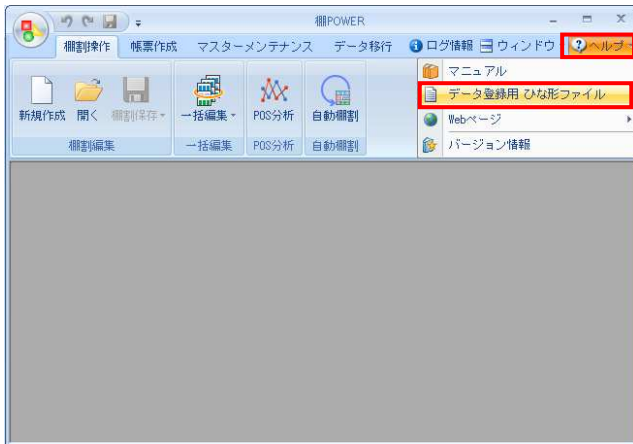 棚POWER
棚割操作 帳票作成 マスターメンテナンス データ移行 ログ情報 ウィンドウ ヘルプ
新規作成 開く 棚割保存 一括編集 POS分析 自動棚割
棚割編集 一括編集 POS分析 自動棚割
マニュアル
データ登録用 ひな形ファイル
Webページ
バージョン情報